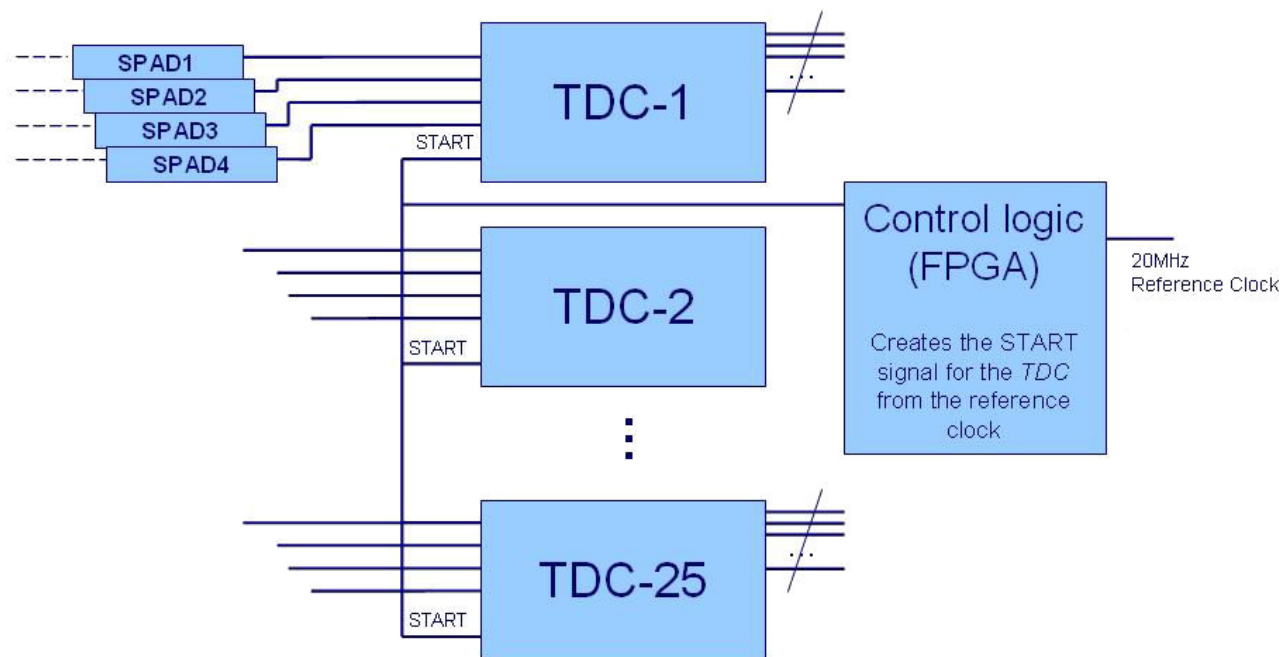 SPAD1
SPAD2
SPAD3
SPAD4
START
TDC-1
...
Control logic
(FPGA)
Creates the START
signal for the TDC
from the reference
clock
20MHz
Reference Clock
TDC-2
START
TDC-25
...
START